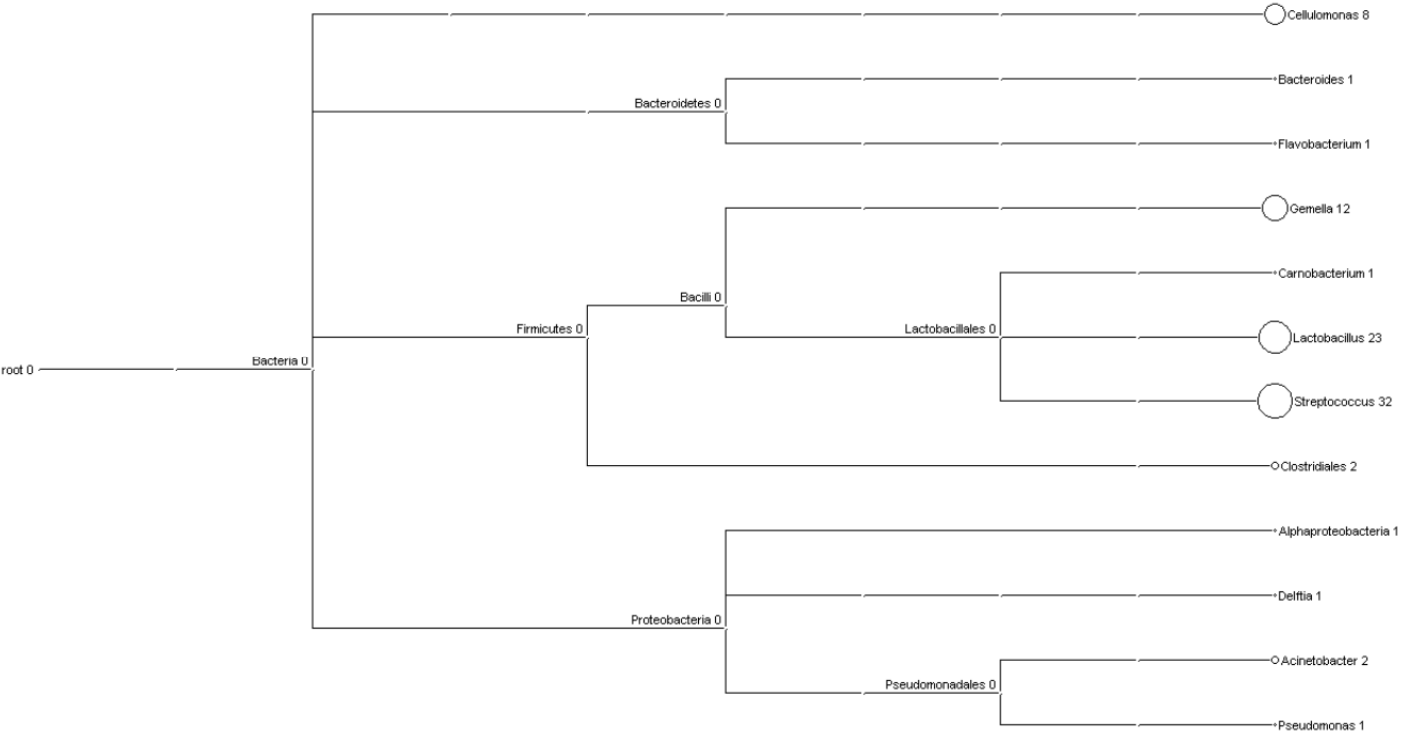 Cellulomonas 8
Bacteroides 1
Bacteroidetes 0
Flavobacterium 1
Gemella 12
Carnobacterium 1
Bacilli 0
Firmicutes 0
Lactobacillales 0
Lactobacillus 23
Bacteria 0
root 0
Streptococcus 32
Clostridiales 2
Alphaproteobacteria 1
Delftia 1
Proteobacteria 0
Acinetobacter 2
Pseudomonadales 0
Pseudomonas 1